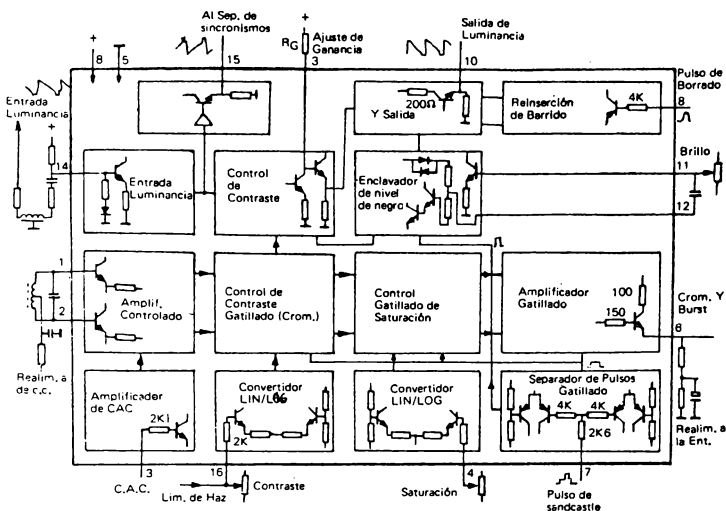 Al Sep. de
sincronismos
15
+
RG
Ajuste de
Ganancia
3
Salida de
Luminancia
10
+
8
5
Pulso de
Borrado
8
Entrada
Luminancia
+
14
200Ω
Y Salida
4K
Reinserción
de Barrido
Entrada
Luminancia
Control
de
Contraste
Enclavador
de nivel
de negro
Brillo
11
12
1
2
Amplif.
Controlado
Control de
Contraste
Gatillado (Crom.)
Control
Gatillado de
Saturación
Amplificador
Gatillado
100
150
Crom. Y
Burst
6
Realim. a
de c.c.
Amplificador
de CAC
2K1
Convertidor
LIN/LOG
2K
Convertidor
LIN/LOG
Separador de Pulsos
Gatillado
4K
4K
2K6
Realim. a
la Ent.
3
C.A.C.
16
Lim. de Haz
Contraste
4
Saturación
7
Pulso de
sandcastle